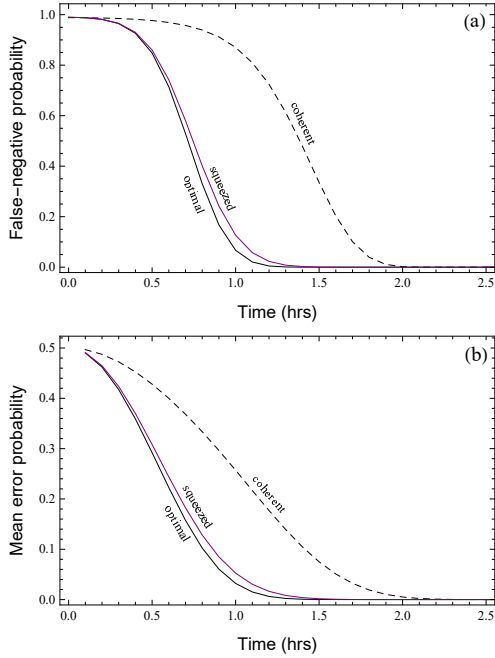 (a)
False−negative probability
1.0
0.8
0.6
0.4
0.2
0.0
coherent
squeezed
optimal
0.0 0.5 1.0 1.5 2.0 2.5
Time (hrs)
(b)
Mean error probability
0.5
0.4
0.3
0.2
0.1
0.0
coherent
squeezed
optimal
0.0 0.5 1.0 1.5 2.0 2.5
Time (hrs)